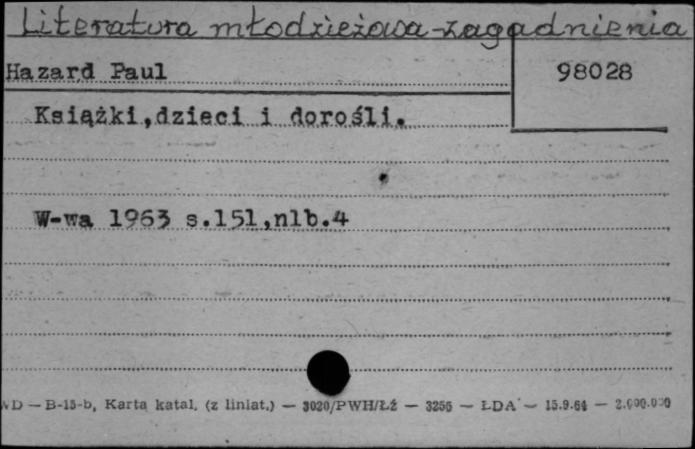 Literatura młodzieżowa-zagadnienia
Hazard Paul
98028
Książki,dzieci i dorośli.
W-wa 1963 s.151,nlb.4
WD — B-15-b, Karta katal. (z liniat.) — 3020/PWH/ŁŹ — 3256 — ŁDA — 15.9.64 — 2.000.000